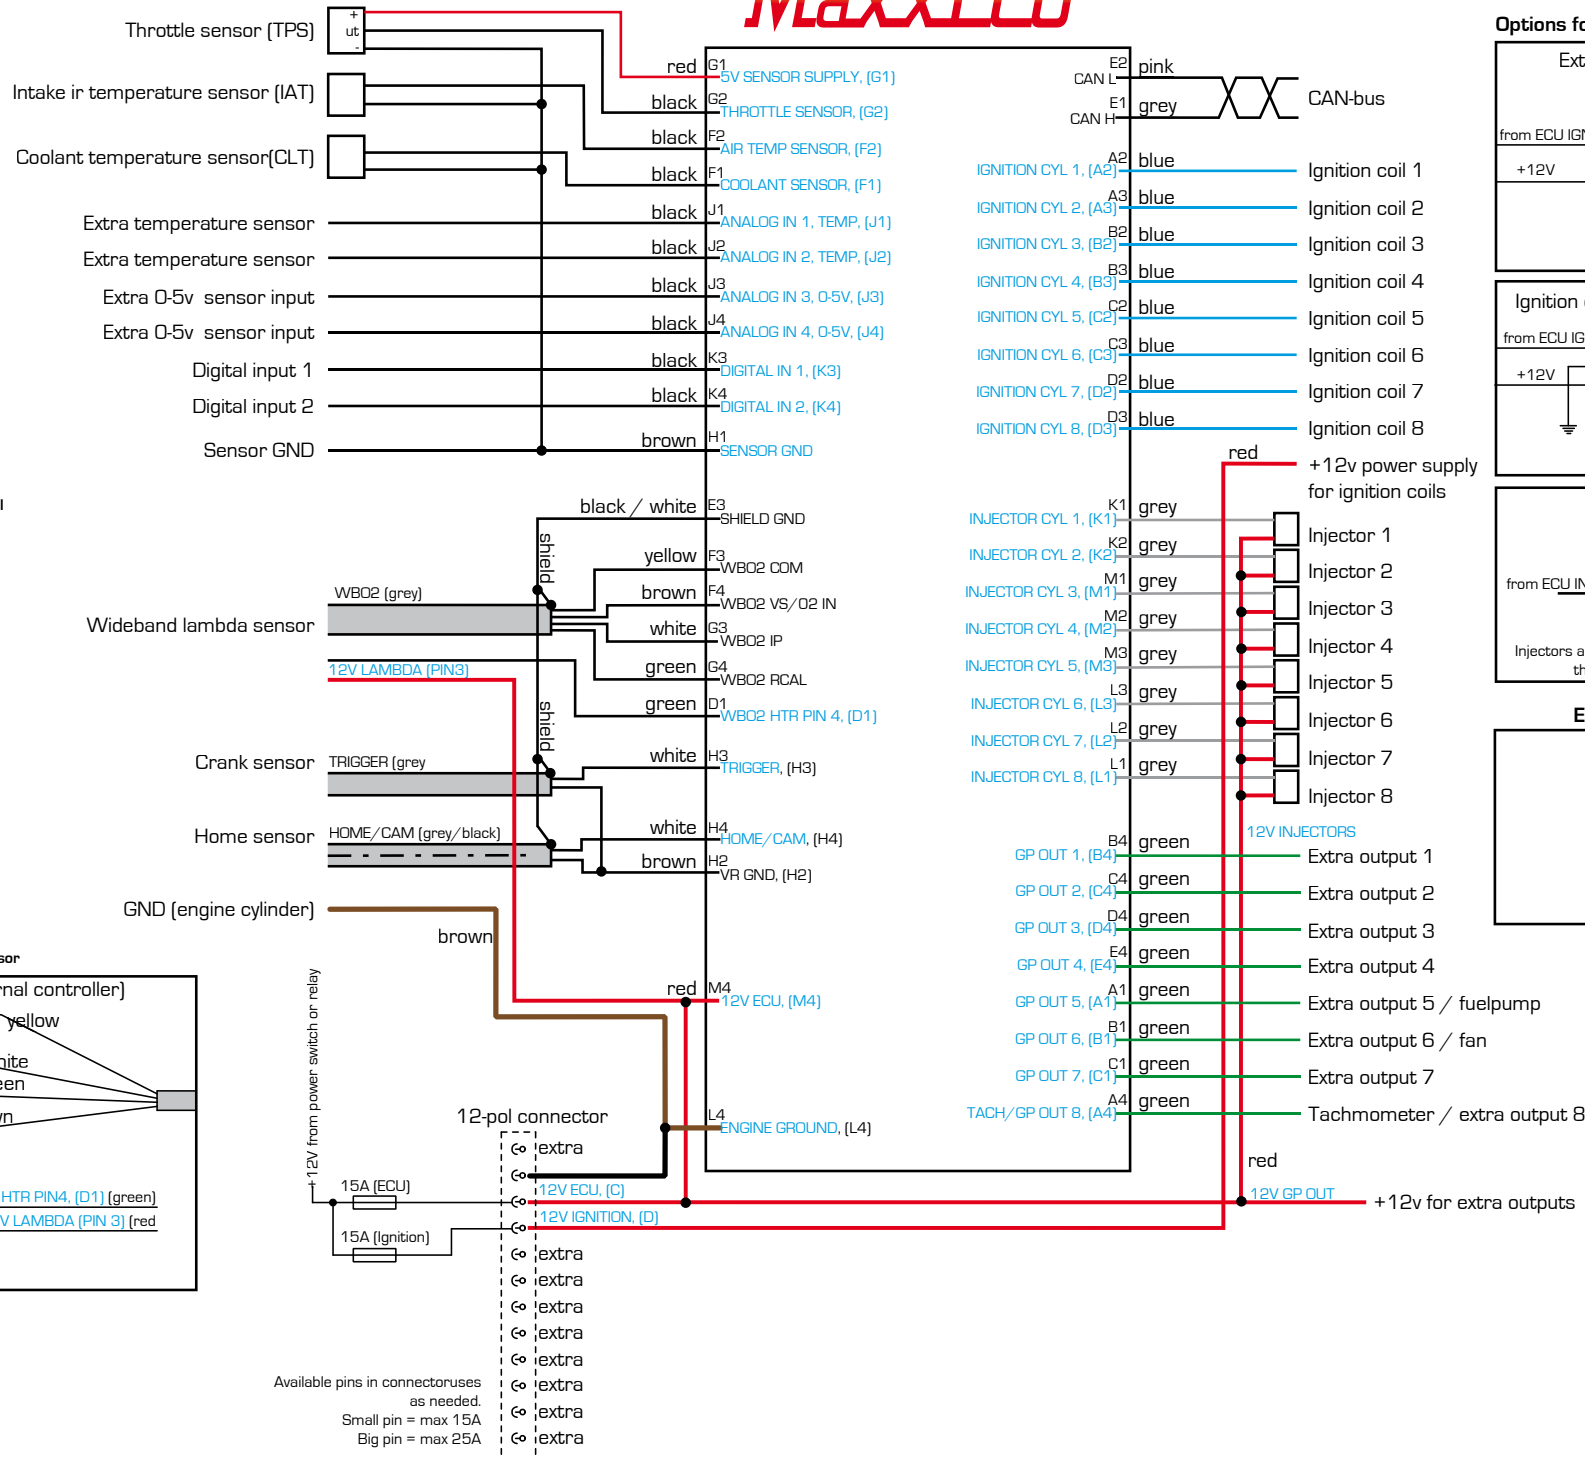 MaxxECU
Throttle sensor (TPS)
+
ut
-
Intake ir temperature sensor (IAT)
Coolant temperature sensor(CLT)
Extra temperature sensor
Extra temperature sensor
Extra 0-5v sensor input
Extra 0-5v sensor input
Digital input 1
Digital input 2
Sensor GND
red G1 5V SENSOR SUPPLY, (G1)
black G2 THROTTLE SENSOR, (G2)
black F2 AIR TEMP SENSOR, (F2)
black F1 COOLANT SENSOR, (F1)
black J1 ANALOG IN 1, TEMP, (J1)
black J2 ANALOG IN 2, TEMP, (J2)
black J3 ANALOG IN 3, 0-5V, (J3)
black J4 ANALOG IN 4, 0-5V, (J4)
black K3 DIGITAL IN 1, (K3)
black K4 DIGITAL IN 2, (K4)
brown H1 SENSOR GND
black / white E3 SHIELD GND
shield
yellow F3 WBO2 COM
brown F4 WBO2 VS/O2 IN
white G3 WBO2 IP
green G4 WBO2 RCAL
green D1 WBO2 HTR PIN 4, (D1)
WBO2 (grey)
Wideband lambda sensor
12V LAMBDA (PIN3)
shield
Crank sensor
TRIGGER (grey
white H3 TRIGGER, (H3)
Home sensor
HOME/CAM (grey/black)
white H4 HOME/CAM, (H4)
brown H2 VR GND, (H2)
GND (engine cylinder)
brown
red M4 12V ECU, (M4)
L4 ENGINE GROUND, (L4)
E2 pink
CAN L
E1 grey
CAN H
CAN-bus
IGNITION CYL 1, (A2) A2 blue Ignition coil 1
IGNITION CYL 2, (A3) A3 blue Ignition coil 2
IGNITION CYL 3, (B2) B2 blue Ignition coil 3
IGNITION CYL 4, (B3) B3 blue Ignition coil 4
IGNITION CYL 5, (C2) C2 blue Ignition coil 5
IGNITION CYL 6, (C3) C3 blue Ignition coil 6
IGNITION CYL 7, (D2) D2 blue Ignition coil 7
IGNITION CYL 8, (D3) D3 blue Ignition coil 8
red
+12v power supply
for ignition coils
INJECTOR CYL 1, (K1) K1 grey Injector 1
INJECTOR CYL 2, (K2) K2 grey Injector 2
INJECTOR CYL 3, (M1) M1 grey Injector 3
INJECTOR CYL 4, (M2) M2 grey Injector 4
INJECTOR CYL 5, (M3) M3 grey Injector 5
INJECTOR CYL 6, (L3) L3 grey Injector 6
INJECTOR CYL 7, (L2) L2 grey Injector 7
INJECTOR CYL 8, (L1) L1 grey Injector 8
12V INJECTORS
GP OUT 1, (B4) B4 green Extra output 1
GP OUT 2, (C4) C4 green Extra output 2
GP OUT 3, (D4) D4 green Extra output 3
GP OUT 4, (E4) E4 green Extra output 4
GP OUT 5, (A1) A1 green Extra output 5 / fuelpump
GP OUT 6, (B1) B1 green Extra output 6 / fan
GP OUT 7, (C1) C1 green Extra output 7
TACH/GP OUT 8, (A4) A4 green Tachmometer / extra output 8
red
12V GP OUT
+12v for extra outputs
+12V from power switch or relay
15A (ECU)
15A (Ignition)
12-pol connector
extra
12V ECU, (C)
12V IGNITION, (D)
extra
extra
extra
extra
extra
extra
extra
extra
Available pins in connectoruses
as needed.
Small pin = max 15A
Big pin = max 25A
sor
nal controller)
yellow
ite
en
n
HTR PIN4, (D1) (green)
V LAMBDA (PIN 3) (red
Options fo
Ext
from ECU IGN
+12V
Ignition
from ECU IG
+12V
from ECU IN
Injectors a
th
E